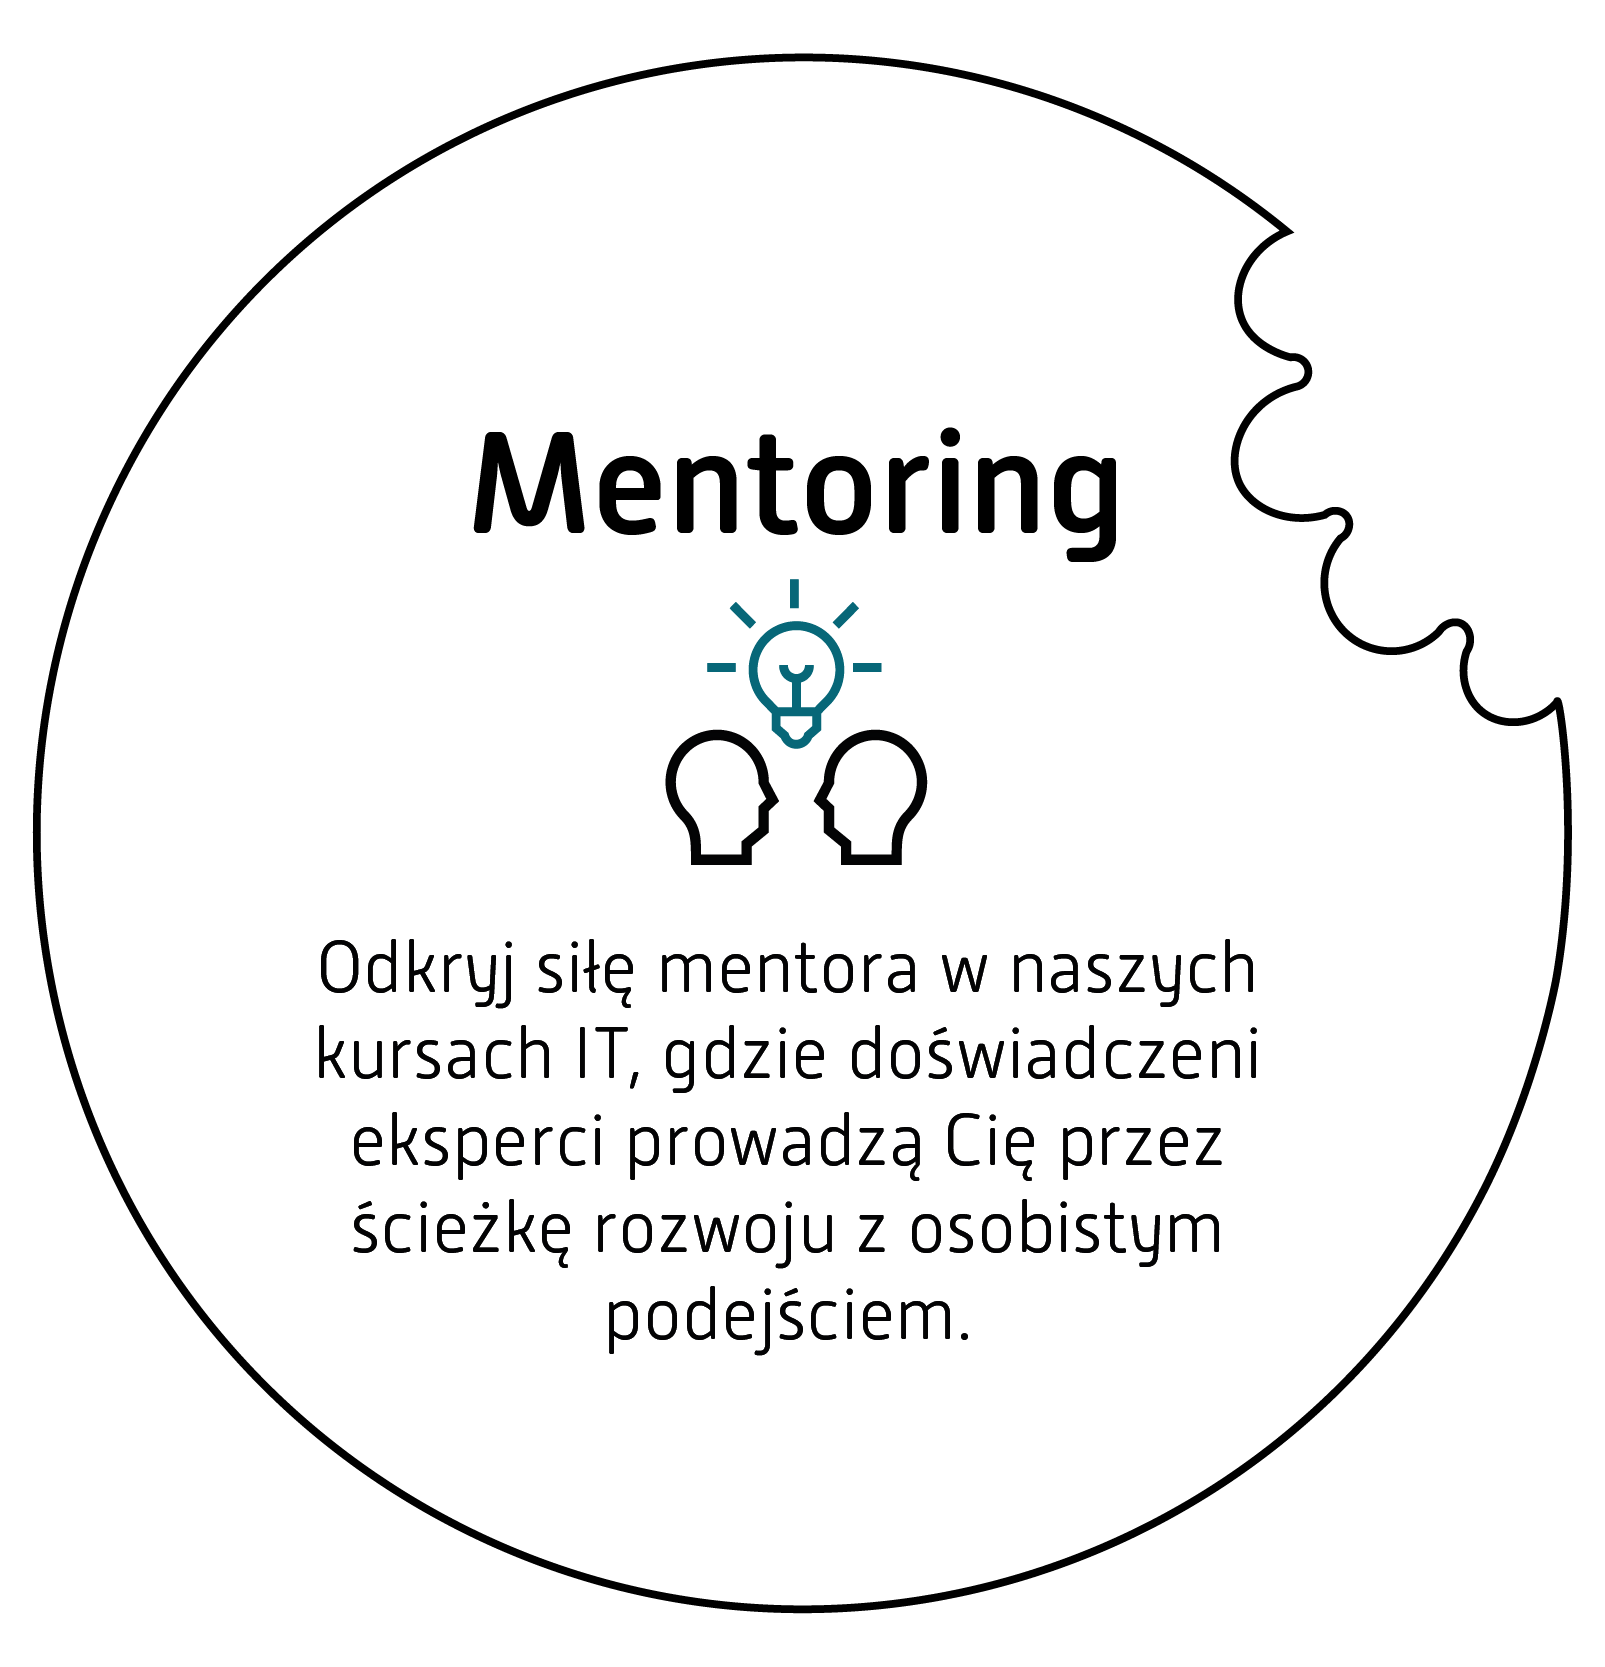 Mentoring
Odkryj siłę mentora w naszych
kursach IT, gdzie doświadczeni
eksperci prowadzą Cię przez
ścieżkę rozwoju z osobistym
podejściem.